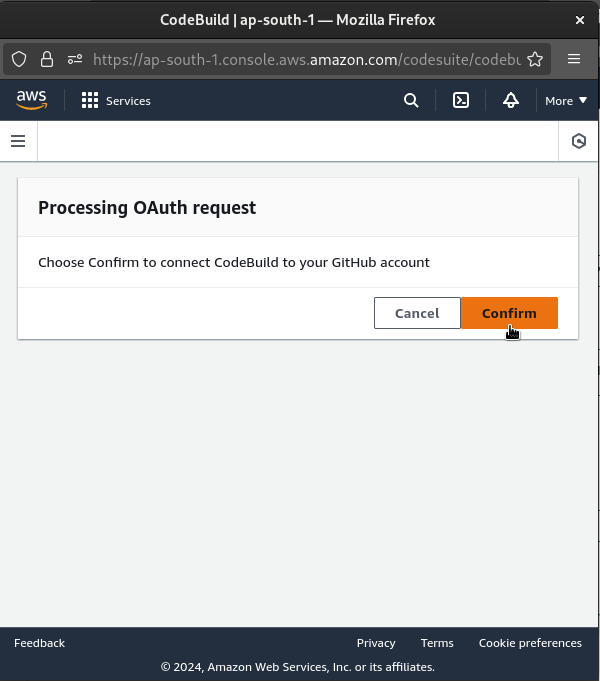 CodeBuild | ap-south-1 — Mozilla Firefox
https://ap-south-1.console.aws.amazon.com/codesuite/codebu
aws
Services
More
Processing OAuth request
Choose Confirm to connect CodeBuild to your GitHub account
Cancel
Confirm
Feedback
Privacy
Terms
Cookie preferences
© 2024, Amazon Web Services, Inc. or its affiliates.